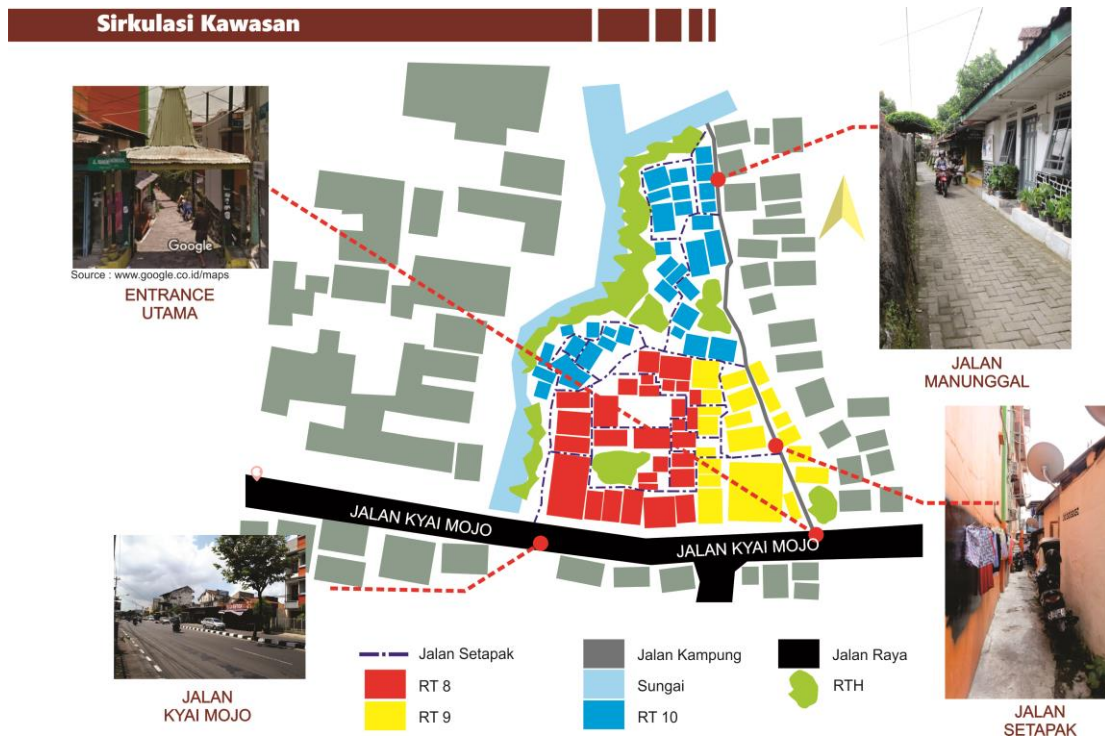 Sirkulasi Kawasan
Google
Source : www.google.co.id/maps
ENTRANCE
UTAMA
JALAN
MANUNGGAL
JALAN KYAI MOJO
JALAN KYAI MOJO
JALAN
KYAI MOJO
Jalan Setapak
RT 8
RT 9
Jalan Kampung
Sungai
RT 10
Jalan Raya
RTH
JALAN
SETAPAK